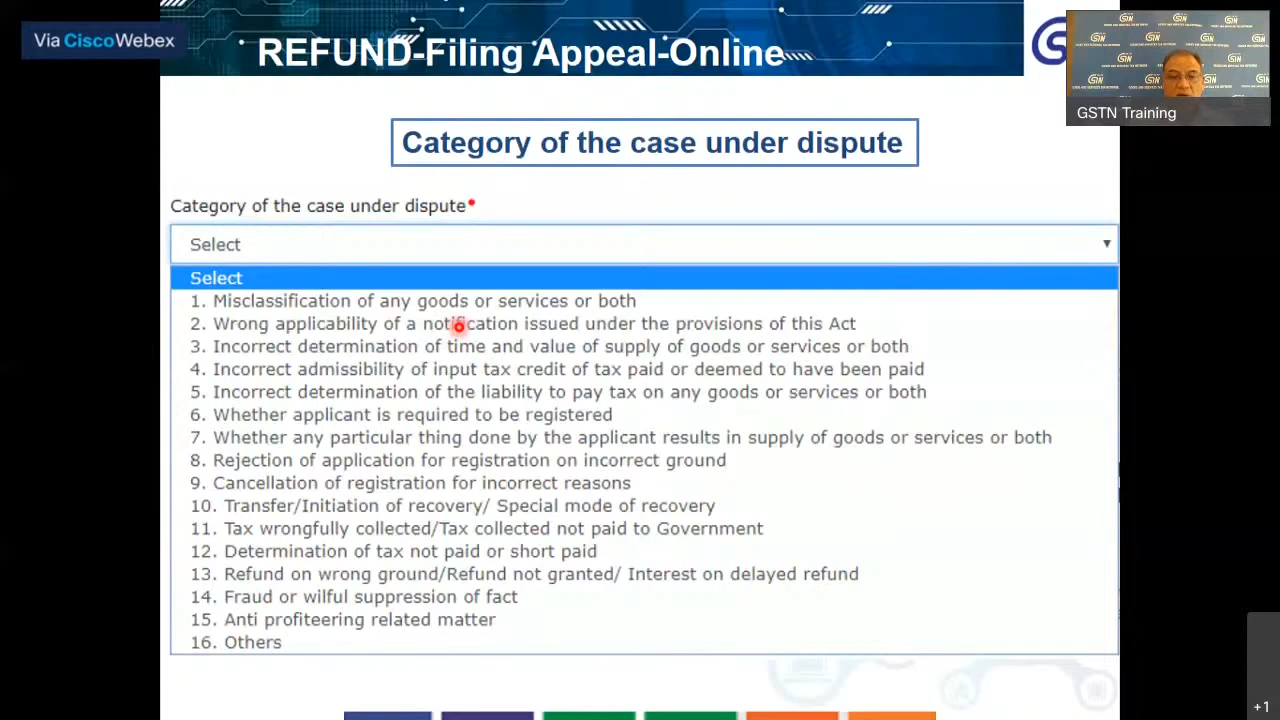 Via Cisco Webex
REFUND-Filing Appeal-Online
GSTN Training
Category of the case under dispute
Category of the case under dispute•
Select
Select
1. Misclassification of any goods or services or both
2. Wrong applicability of a notification issued under the provisions of this Act
3. Incorrect determination of time and value of supply of goods or services or both
4. Incorrect admissibility of input tax credit of tax paid or deemed to have been paid
5. Incorrect determination of the liability to pay tax on any goods or services or both
6. Whether applicant is required to be registered
7. Whether any particular thing done by the applicant results in supply of goods or services or both
8. Rejection of application for registration on incorrect ground
9. Cancellation of registration for incorrect reasons
10. Transfer/Initiation of recovery/ Special mode of recovery
11. Tax wrongfully collected/Tax collected not paid to Government
12. Determination of tax not paid or short paid
13. Refund on wrong ground/Refund not granted/ Interest on delayed refund
14. Fraud or wilful suppression of fact
15. Anti profiteering related matter
16. Others
+1